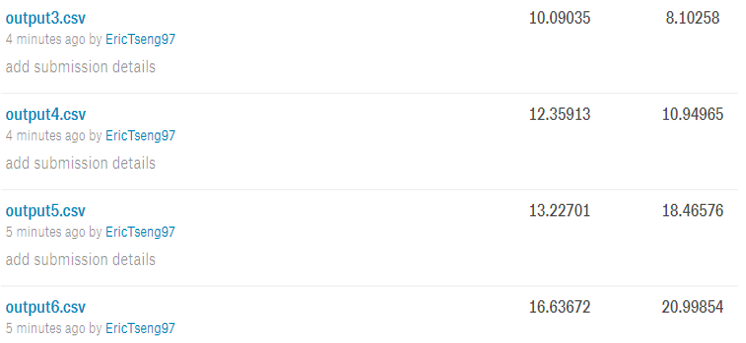 output3.csv 10.09035 8.10258
4 minutes ago by EricTseng97
add submission details
output4.csv 12.35913 10.94965
4 minutes ago by EricTseng97
add submission details
output5.csv 13.22701 18.46576
5 minutes ago by EricTseng97
add submission details
output6.csv 16.63672 20.99854
5 minutes ago by EricTseng97